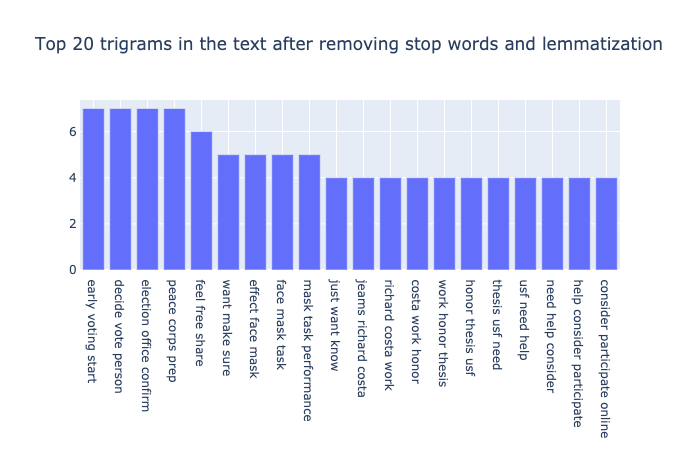 Top 20 trigrams in the text after removing stop words and lemmatization
6
4
2
0
early voting start
decide vote person
election office confirm
peace corps prep
feel free share
want make sure
effect face mask
face mask task
mask task performance
just want know
jeams richard costa
richard costa work
costa work honor
work honor thesis
honor thesis usf
thesis usf need
usf need help
need help consider
help consider participate
consider participate online